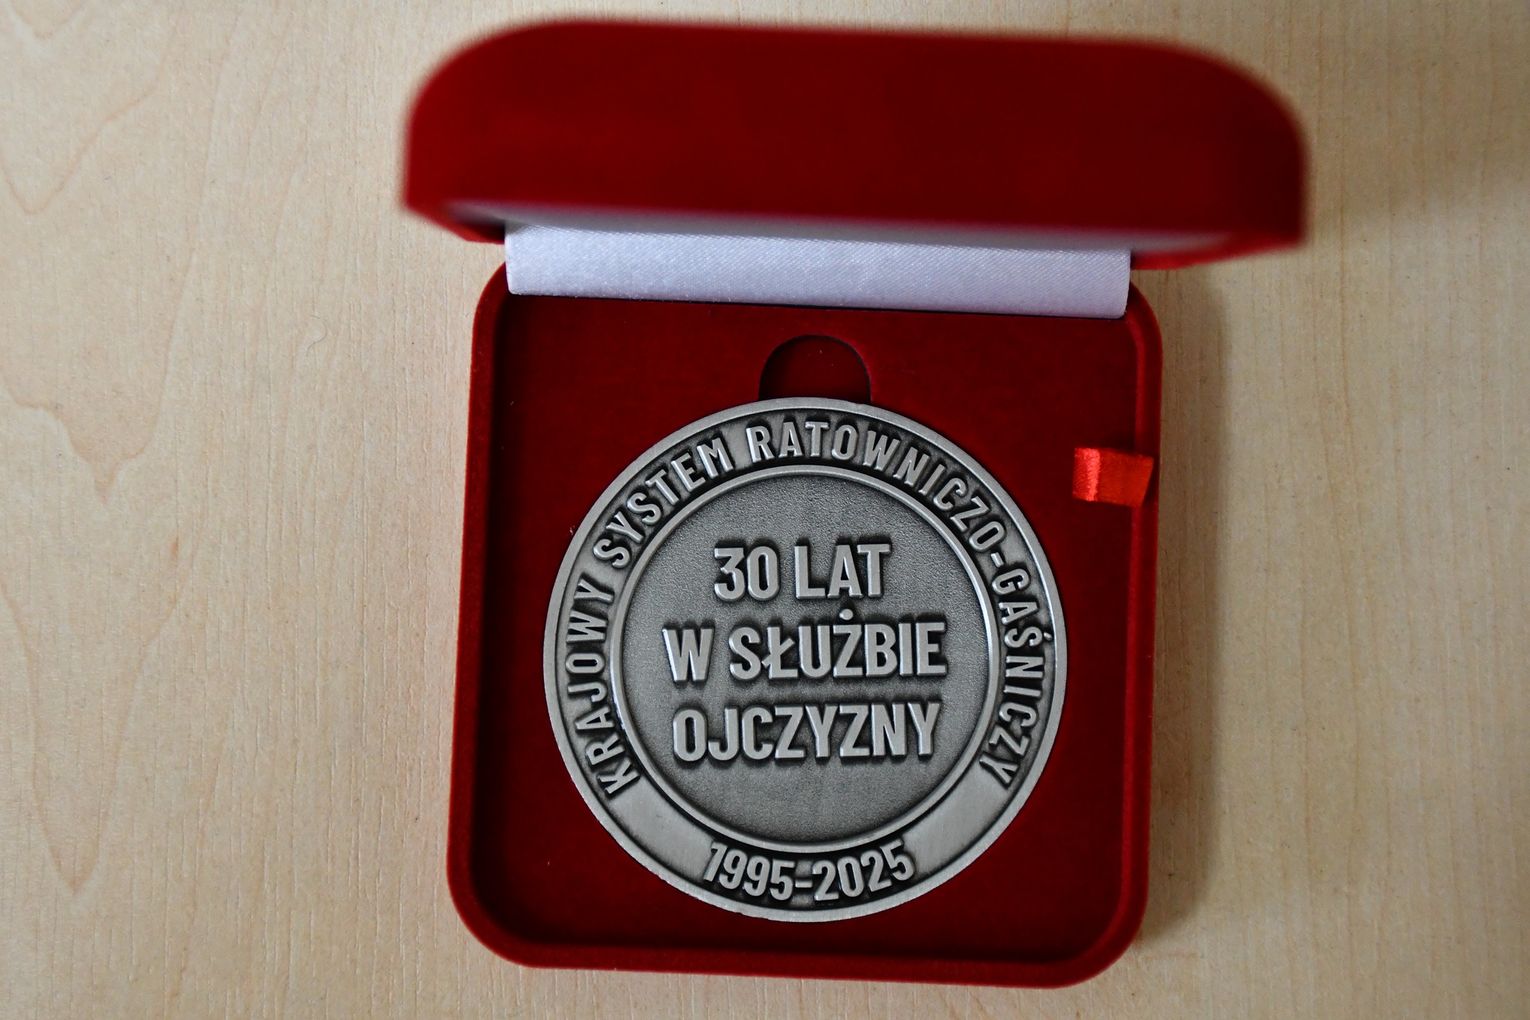 KRAJOWY SYSTEM RATOWNICZO-GAŚNICZY
30 LAT
W SŁUŻBIE
OJCZYZNY
1995-2025